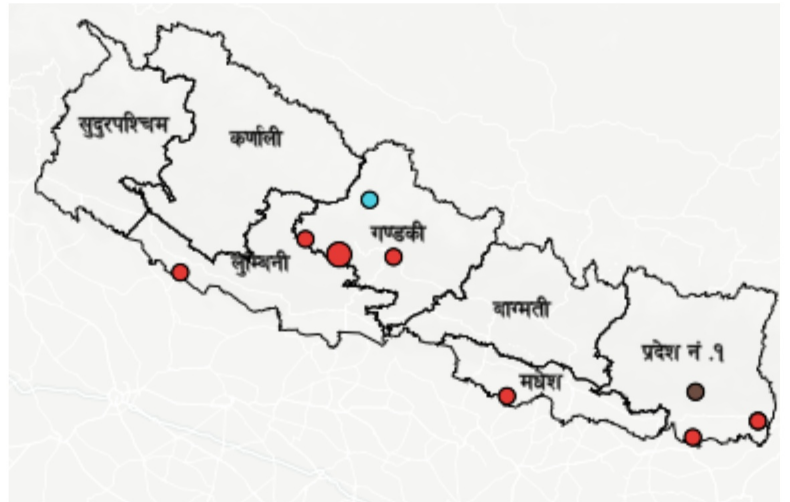 सुदुरपश्चिम
कर्णाली
गण्डकी
लुम्बिनी
बाग्मती
प्रदेश नं .१
मधेश